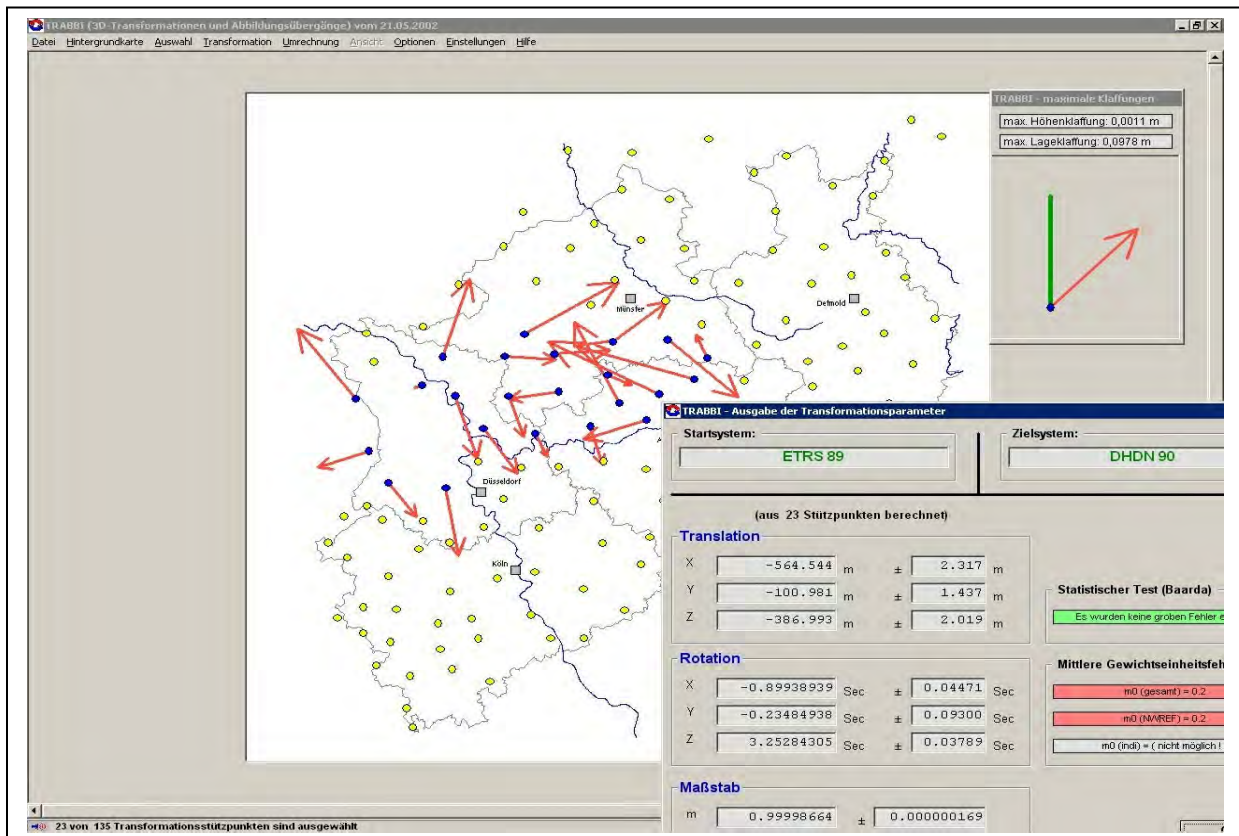 TRABBI (3D-Transformationen und Abbildungsübergänge) vom 21.05.2002
Datei Hintergrundkarte Auswahl Transformation Umrechnung Ansicht Optionen Einstellungen Hilfe
TRABBI - maximale Klaffungen
max. Höhenklaffung: 0,0011 m
max. Lageklaffung: 0,0978 m
Münster
Detmold
Düsseldorf
Köln
TRABBI - Ausgabe der Transformationsparameter
Startsystem:
ETRS 89
Zielsystem:
DHDN 90
(aus 23 Stützpunkten berechnet)
Translation
X -564.544 m ± 2.317 m
Y -100.981 m ± 1.437 m
Z -386.993 m ± 2.019 m
Statistischer Test (Baarda)
Es wurden keine groben Fehler e
Rotation
X -0.89938939 Sec ± 0.04471 Sec
Y -0.23484938 Sec ± 0.09300 Sec
Z 3.25284305 Sec ± 0.03789 Sec
Mittlere Gewichtseinheitsfeh
m0 (gesamt) = 0.2
m0 (NWREF) = 0.2
m0 (indi) = ( nicht möglich !
Maßstab
m 0.99998664 ± 0.000000169
23 von 135 Transformationsstützpunkten sind ausgewählt